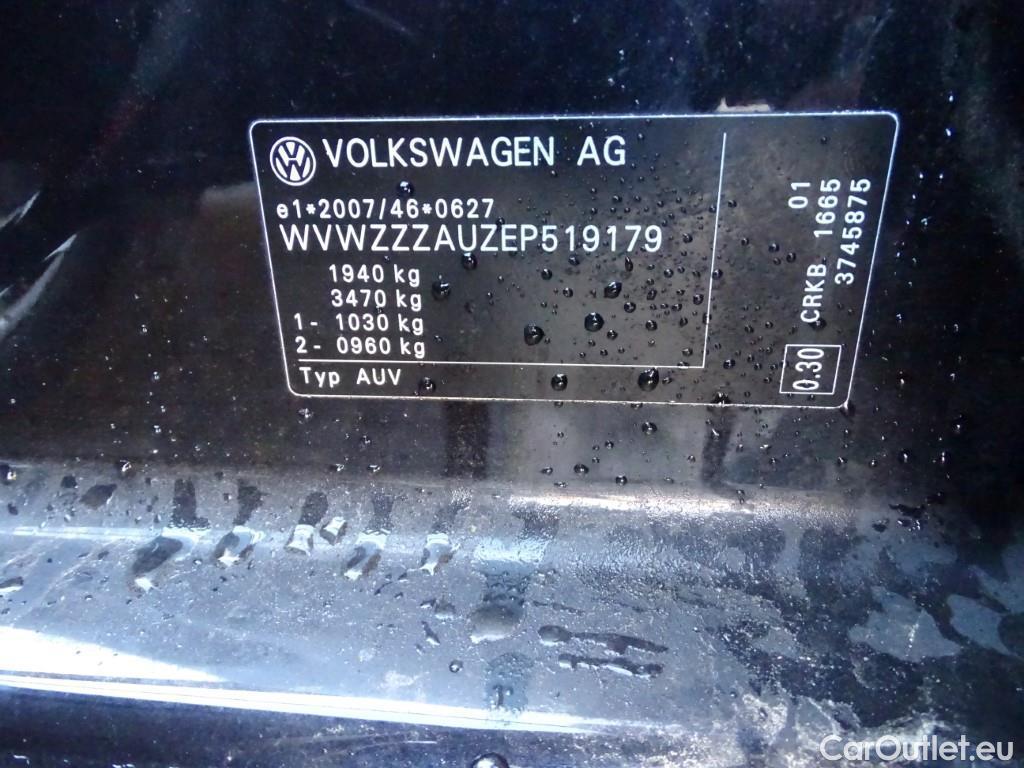 VOLKSWAGEN AG
e1*2007/46*0627
WVWZZZAUZEP519179
1940 kg
3470 kg
1- 1030 kg
2- 0960 kg
Typ AUV
01
CRKB 1665
3745875
0.30
CarOutlet.eu